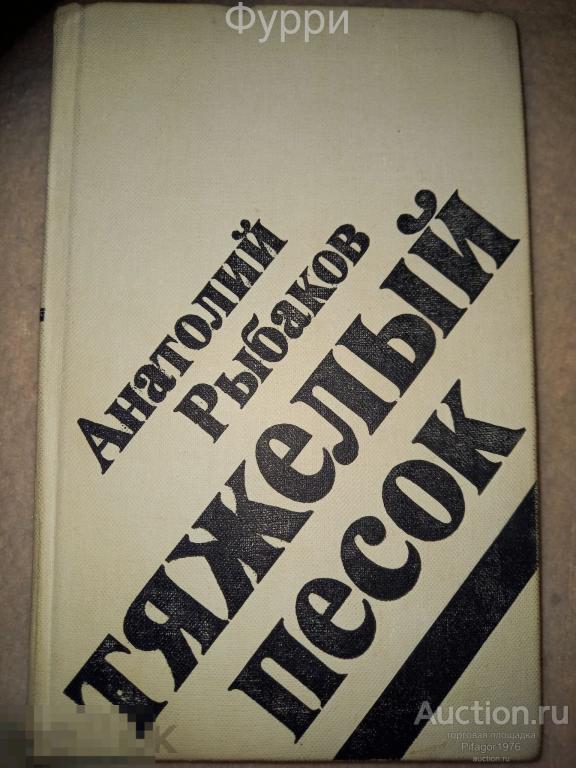 Фурри
Анатолий
Рыбаков
тяжелый
песок
Auction.ru
торговая площадка
Pifagor1976
auction.ru